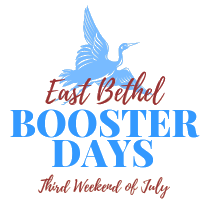 East Bethel
BOOSTER
DAYS
Third Weekend of July